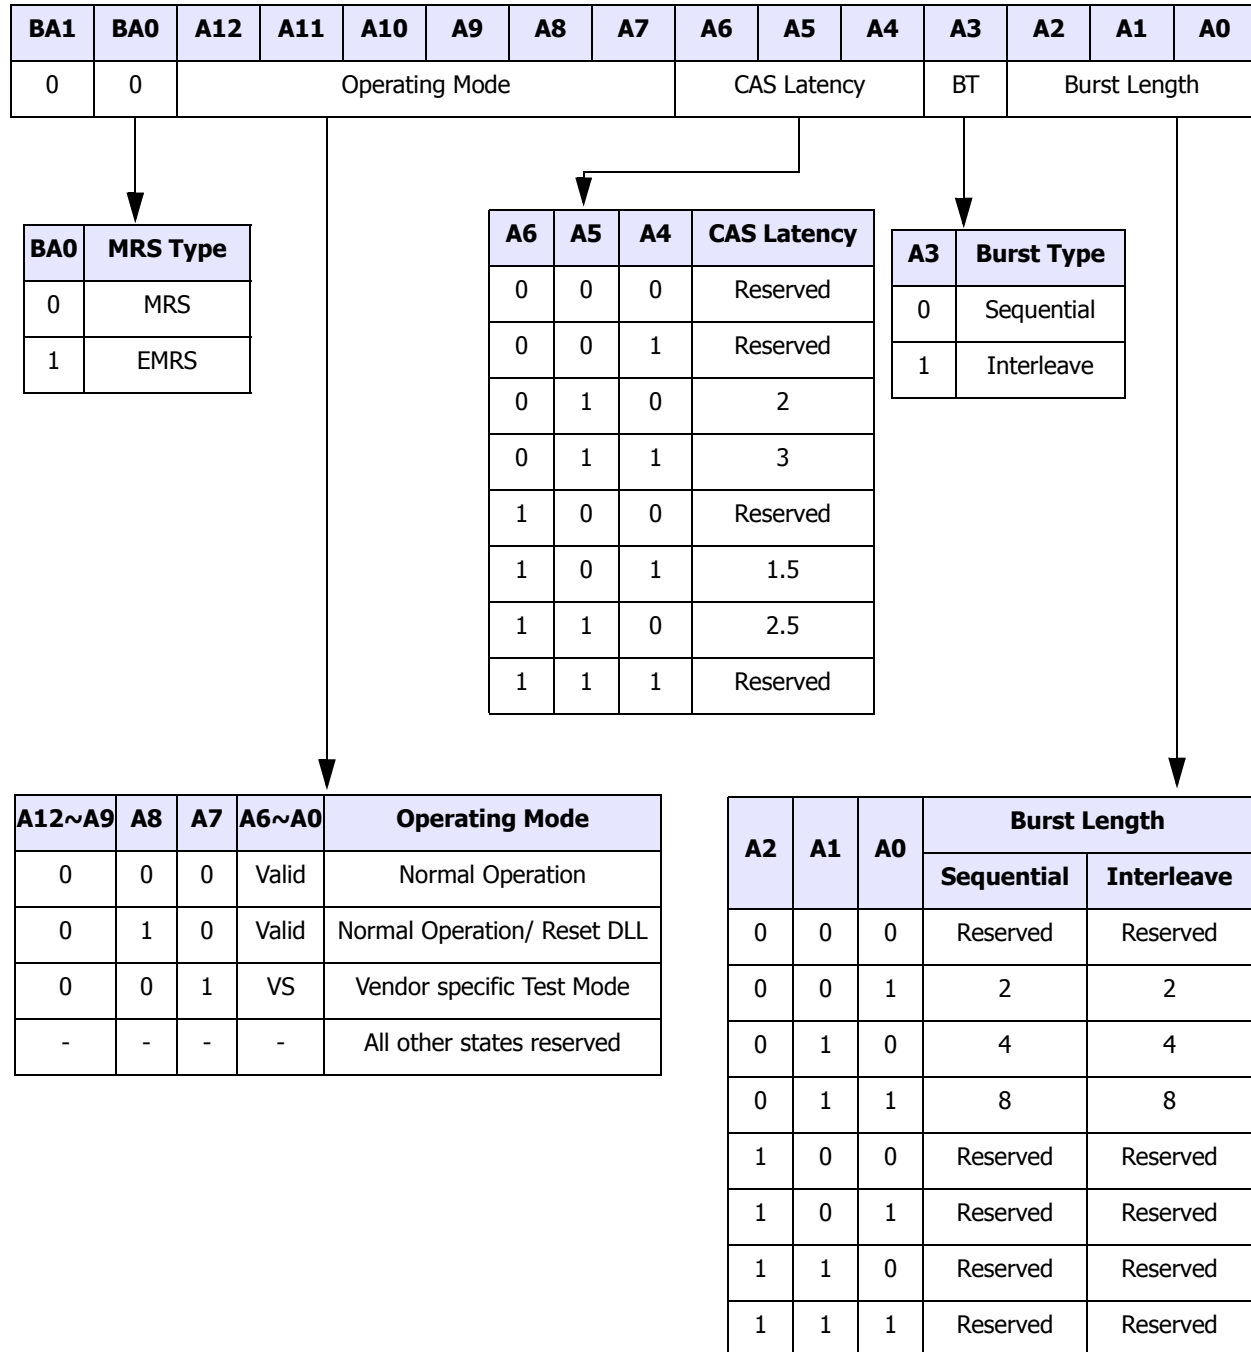 BA1 BA0 A12 A11 A10 A9 A8 A7 A6 A5 A4 A3 A2 A1 A0
0 0 Operating Mode CAS Latency BT Burst Length
BA0 MRS Type
0 MRS
1 EMRS
A6 A5 A4 CAS Latency
0 0 0 Reserved
0 0 1 Reserved
0 1 0 2
0 1 1 3
1 0 0 Reserved
1 0 1 1.5
1 1 0 2.5
1 1 1 Reserved
A3 Burst Type
0 Sequential
1 Interleave
A12~A9 A8 A7 A6~A0 Operating Mode
0 0 0 Valid Normal Operation
0 1 0 Valid Normal Operation/ Reset DLL
0 0 1 VS Vendor specific Test Mode
- - - - All other states reserved
A2 A1 A0 Burst Length
Sequential Interleave
0 0 0 Reserved Reserved
0 0 1 2 2
0 1 0 4 4
0 1 1 8 8
1 0 0 Reserved Reserved
1 0 1 Reserved Reserved
1 1 0 Reserved Reserved
1 1 1 Reserved Reserved